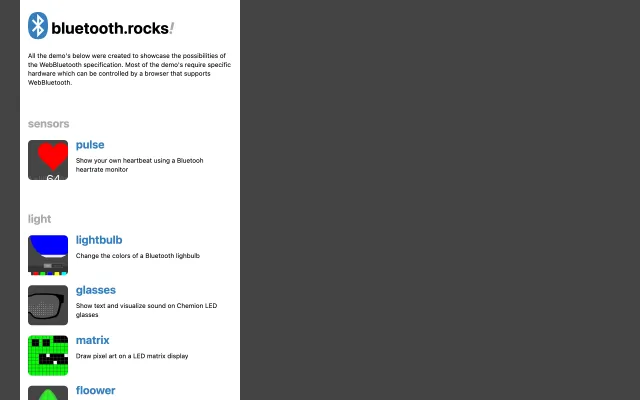 bluetooth.rocks!
All the demo's below were created to showcase the possibilities of
the WebBluetooth specification. Most of the demo's require specific
hardware which can be controlled by a browser that supports
WebBluetooth.
sensors
64
pulse
Show your own heartbeat using a Bluetooh
heartrate monitor
light
lightbulb
Change the colors of a Bluetooth lighbulb
glasses
Show text and visualize sound on Chemion LED
glasses
matrix
Draw pixel art on a LED matrix display
floower